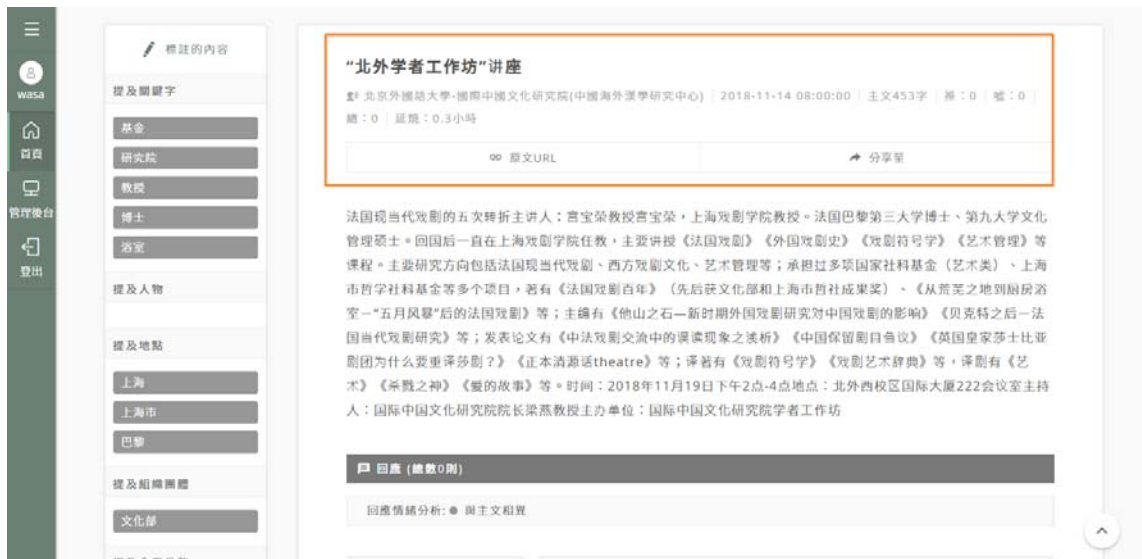 wasa
首頁
管理後台
登出
標註的內容
提及關鍵字
基金
研究院
教授
博士
浴室
提及人物
提及地點
上海
上海市
巴黎
提及組織團體
文化部
“北外学者工作坊”讲座
北京外國語大學-國際中國文化研究院(中國海外漢學研究中心) | 2018-11-14 08:00:00 | 主文453字 | 推：0 | 噓：0 |
總：0 | 延燒：0.3小時
原文URL
分享至
法国现当代戏剧的五次转折主讲人：宫宝荣教授宫宝荣，上海戏剧学院教授。法国巴黎第三大学博士、第九大学文化
管理硕士。回国后一直在上海戏剧学院任教，主要讲授《法国戏剧》《外国戏剧史》《戏剧符号学》《艺术管理》等
课程。主要研究方向包括法国现当代戏剧、西方戏剧文化、艺术管理等；承担过多项国家社科基金（艺术类）、上海
市哲学社科基金等多个项目，著有《法国戏剧百年》（先后获文化部和上海市哲社成果奖）、《从荒芜之地到厨房浴
室—“五月风暴”后的法国戏剧》等；主编有《他山之石—新时期外国戏剧研究对中国戏剧的影响》《贝克特之后—法
国当代戏剧研究》等；发表论文有《中法戏剧交流中的误读现象之浅析》《中国保留剧目刍议》《英国皇家莎士比亚
剧团为什么要重译莎剧？》《正本清源话theatre》等；译著有《戏剧符号学》《戏剧艺术辞典》等，译剧有《艺
术》《杀戮之神》《爱的故事》等。时间：2018年11月19日下午2点-4点地点：北外西校区国际大厦222会议室主持
人：国际中国文化研究院院长梁燕教授主办单位：国际中国文化研究院学者工作坊
回應 (總數0則)
回應情緒分析: 與主文相異